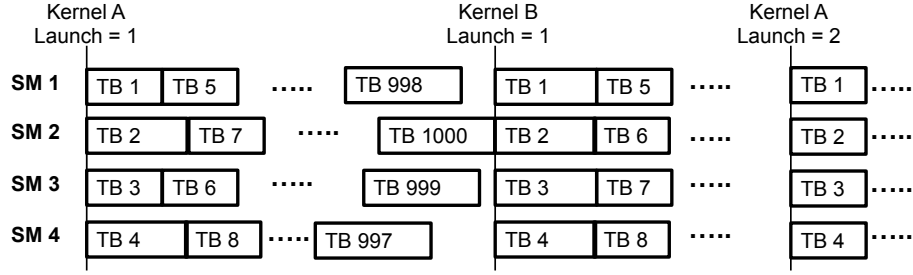 Kernel A Kernel B Kernel A
Launch = 1 Launch = 1 Launch = 2
SM 1 TB 1 TB 5 ..... TB 998 TB 1 TB 5 ..... TB 1 .....
SM 2 TB 2 TB 7 ..... TB 1000 TB 2 TB 6 ..... TB 2 .....
SM 3 TB 3 TB 6 ..... TB 999 TB 3 TB 7 ..... TB 3 .....
SM 4 TB 4 TB 8 ..... TB 997 TB 4 TB 8 ..... TB 4 .....